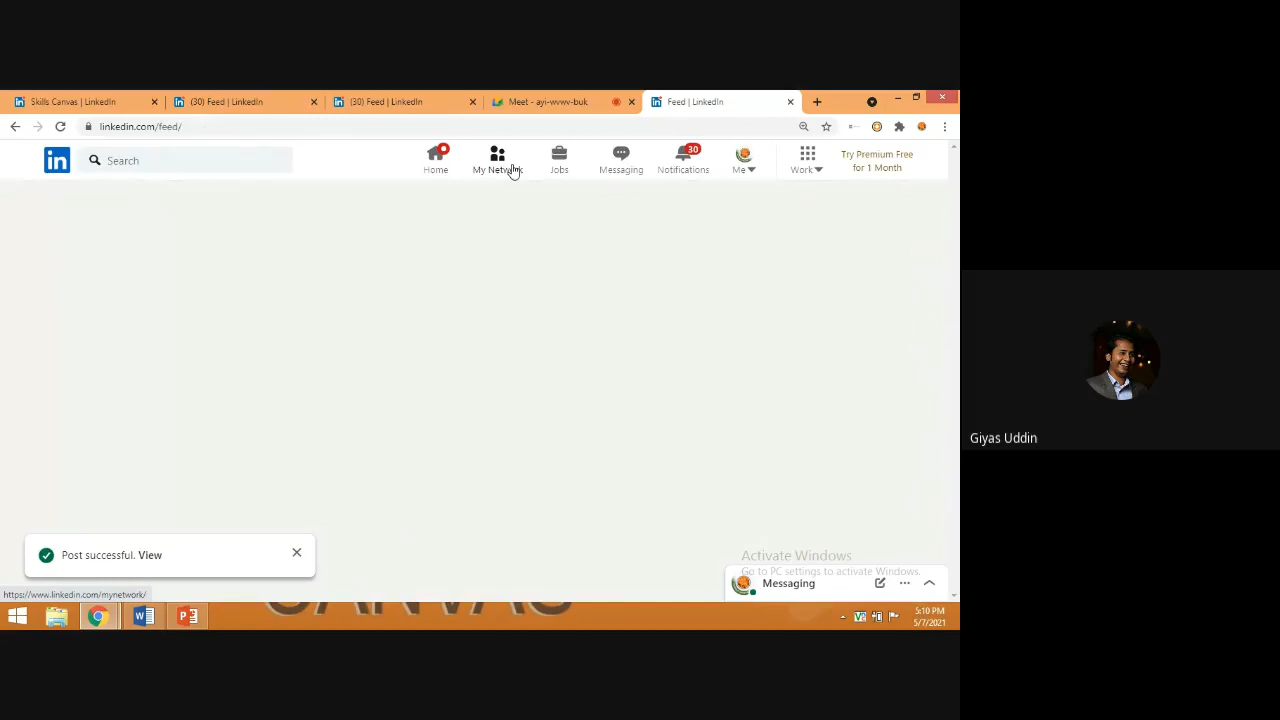 Skills Canvas | LinkedIn
(30) Feed | LinkedIn
(30) Feed | LinkedIn
Meet - ayi-wvwv-buk
Feed | LinkedIn
linkedin.com/feed/
in
Search
Home
My Network
Jobs
Messaging
30
Notifications
Me
Work
Try Premium Free
for 1 Month
Giyas Uddin
Post successful. View
Activate Windows
Go to PC settings to activate Windows.
Messaging
https://www.linkedin.com/mynetwork/
CANVAS
5:10 PM
5/7/2021